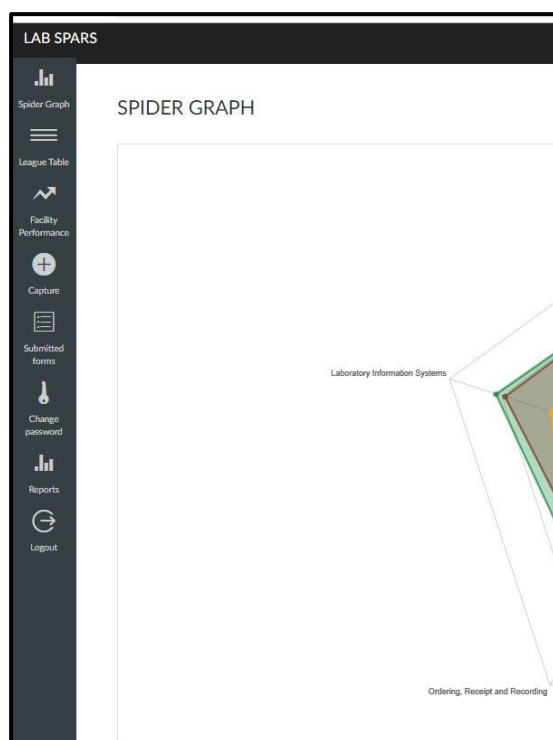 LAB SPARS
Spider Graph
League Table
Facility
Performance
Capture
Submitted
forms
Change
password
Reports
Logout
SPIDER GRAPH
Laboratory Information Systems
Ordering, Receipt and Recording